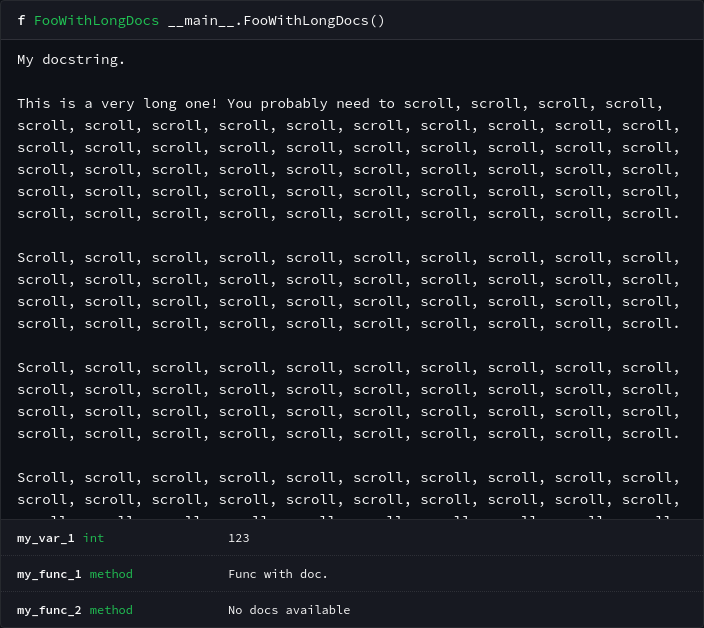 f FooWithLongDocs __main__.FooWithLongDocs()
My docstring.
This is a very long one! You probably need to scroll, scroll, scroll, scroll,
scroll, scroll, scroll, scroll, scroll, scroll, scroll, scroll, scroll, scroll,
scroll, scroll, scroll, scroll, scroll, scroll, scroll, scroll, scroll, scroll,
scroll, scroll, scroll, scroll, scroll, scroll, scroll, scroll, scroll, scroll,
scroll, scroll, scroll, scroll, scroll, scroll, scroll, scroll, scroll, scroll,
scroll, scroll, scroll, scroll, scroll, scroll, scroll, scroll, scroll, scroll.
Scroll, scroll, scroll, scroll, scroll, scroll, scroll, scroll, scroll, scroll,
scroll, scroll, scroll, scroll, scroll, scroll, scroll, scroll, scroll, scroll,
scroll, scroll, scroll, scroll, scroll, scroll, scroll, scroll, scroll, scroll,
scroll, scroll, scroll, scroll, scroll, scroll, scroll, scroll, scroll, scroll.
Scroll, scroll, scroll, scroll, scroll, scroll, scroll, scroll, scroll, scroll,
scroll, scroll, scroll, scroll, scroll, scroll, scroll, scroll, scroll, scroll,
scroll, scroll, scroll, scroll, scroll, scroll, scroll, scroll, scroll, scroll,
scroll, scroll, scroll, scroll, scroll, scroll, scroll, scroll, scroll, scroll.
Scroll, scroll, scroll, scroll, scroll, scroll, scroll, scroll, scroll, scroll,
scroll, scroll, scroll, scroll, scroll, scroll, scroll, scroll, scroll, scroll,
my_var_1 int 123
my_func_1 method Func with doc.
my_func_2 method No docs available